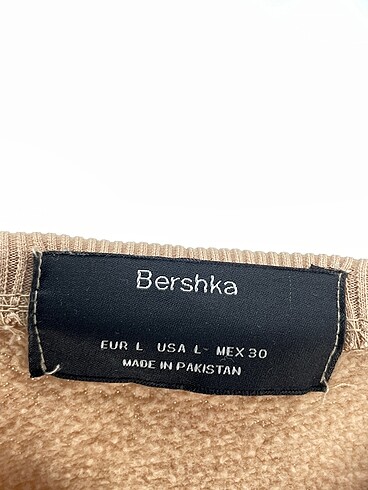 Bershka
EUR L USA L MEX 30
MADE IN PAKISTAN